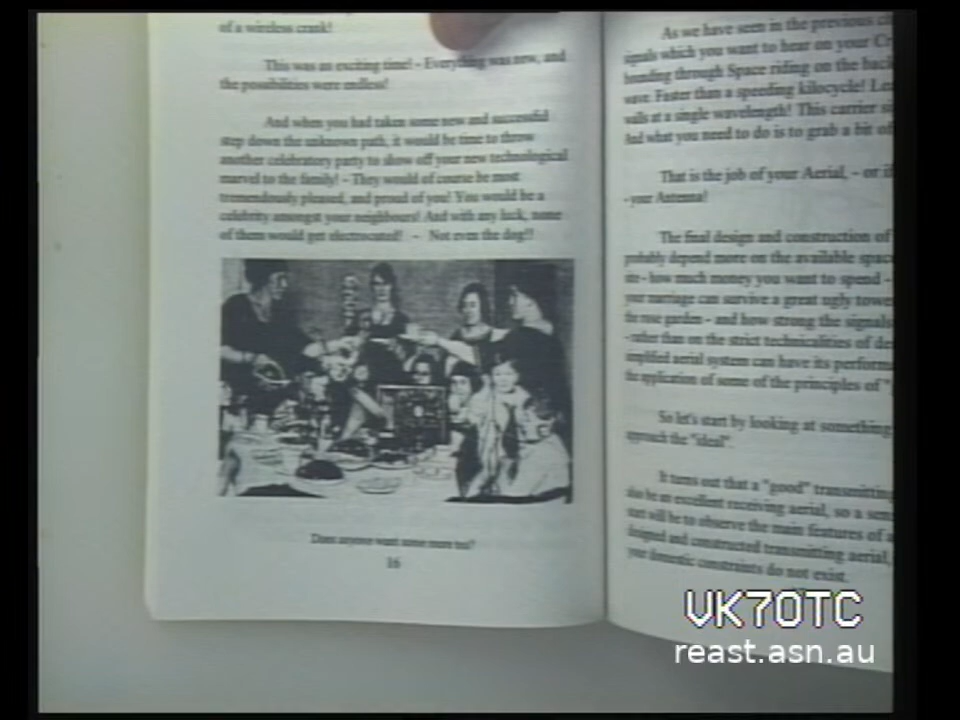 of a wireless crank!
This was an exciting time! - Everything was new, and
the possibilities were endless!
And when you had taken some new and successful
step down the unknown path, it would be time to throw
another celebratory party to show off your new technological
marvel to the family! - They would of course be most
tremendously pleased, and proud of you! You would be a
celebrity amongst your neighbours! And with any luck, none
of them would get electrocuted! - Not even the dog!!
Does anyone want some more tea?
16
As we have seen in the previous
signals which you want to hear on your
bounding through Space riding on the
wave. Faster than a speeding kilocycle!
walls at a single wavelength! This carrier
And what you need to do is to grab a bit of
That is the job of your Aerial, - or
- your Antenna!
The final design and construction of
probably depend more on the available
site - how much money you want to spend -
your marriage can survive a great ugly
the rose garden - and how strong the signals
- rather than on the strict technicalities of
simplified aerial system can have its
the application of some of the principles of "
So let's start by looking at something
approach the "ideal".
It turns out that a "good" transmitting
also be an excellent receiving aerial, so a
start will be to observe the main features of a
designed and constructed transmitting aerial,
your domestic constraints do not exist.
VK7OTC
reast.asn.au